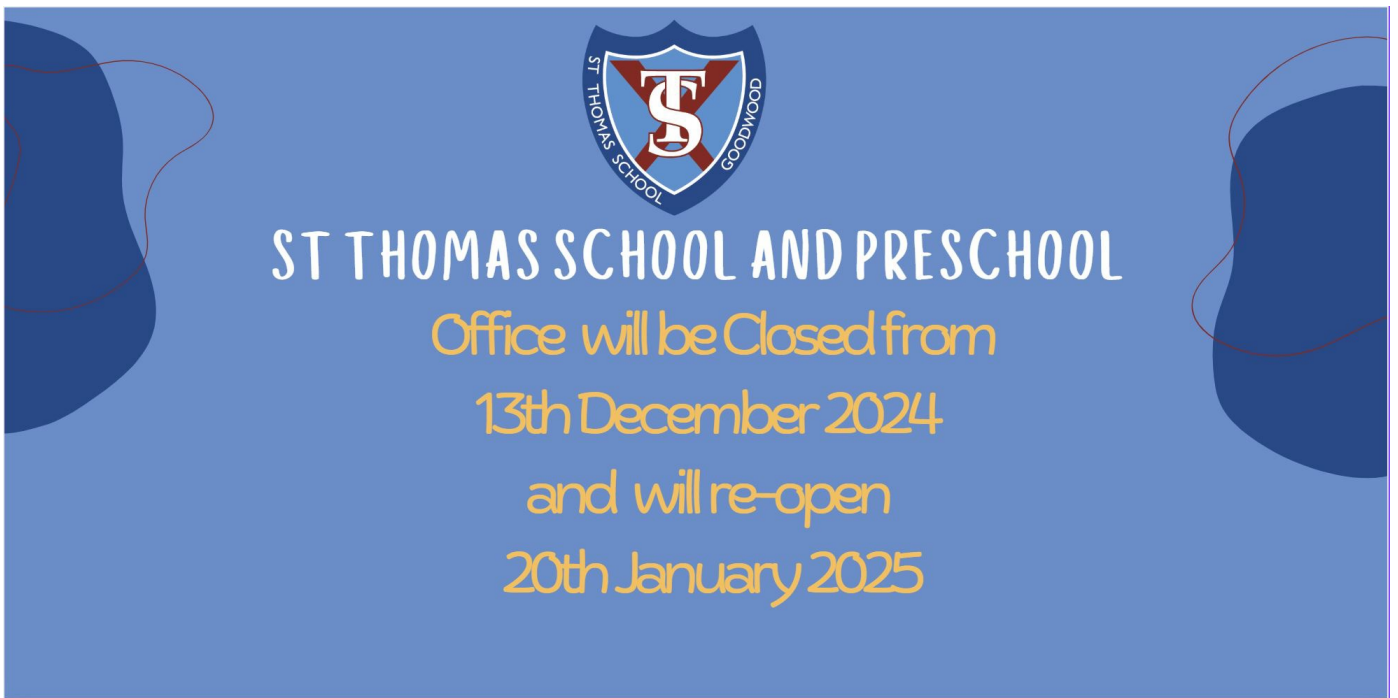 ST THOMAS SCHOOL
GOODWOOD
TS
ST THOMAS SCHOOL AND PRESCHOOL
Office will be Closed from
13th December 2024
and will re-open
20th January 2025